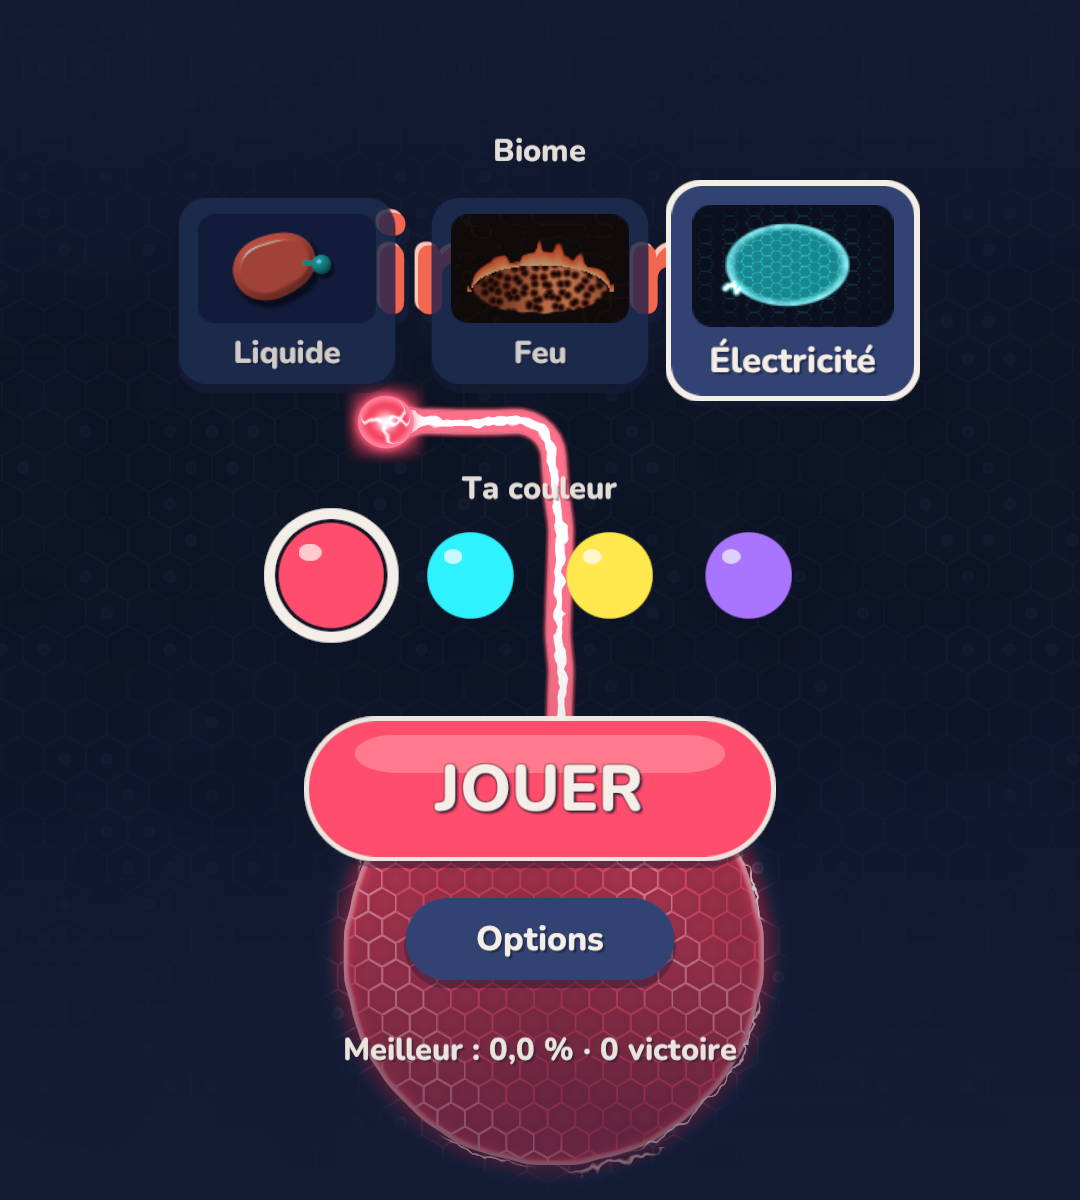 Biome
Liquide
Feu
Électricité
Ta couleur
JOUER
Options
Meilleur : 0,0 % · 0 victoire